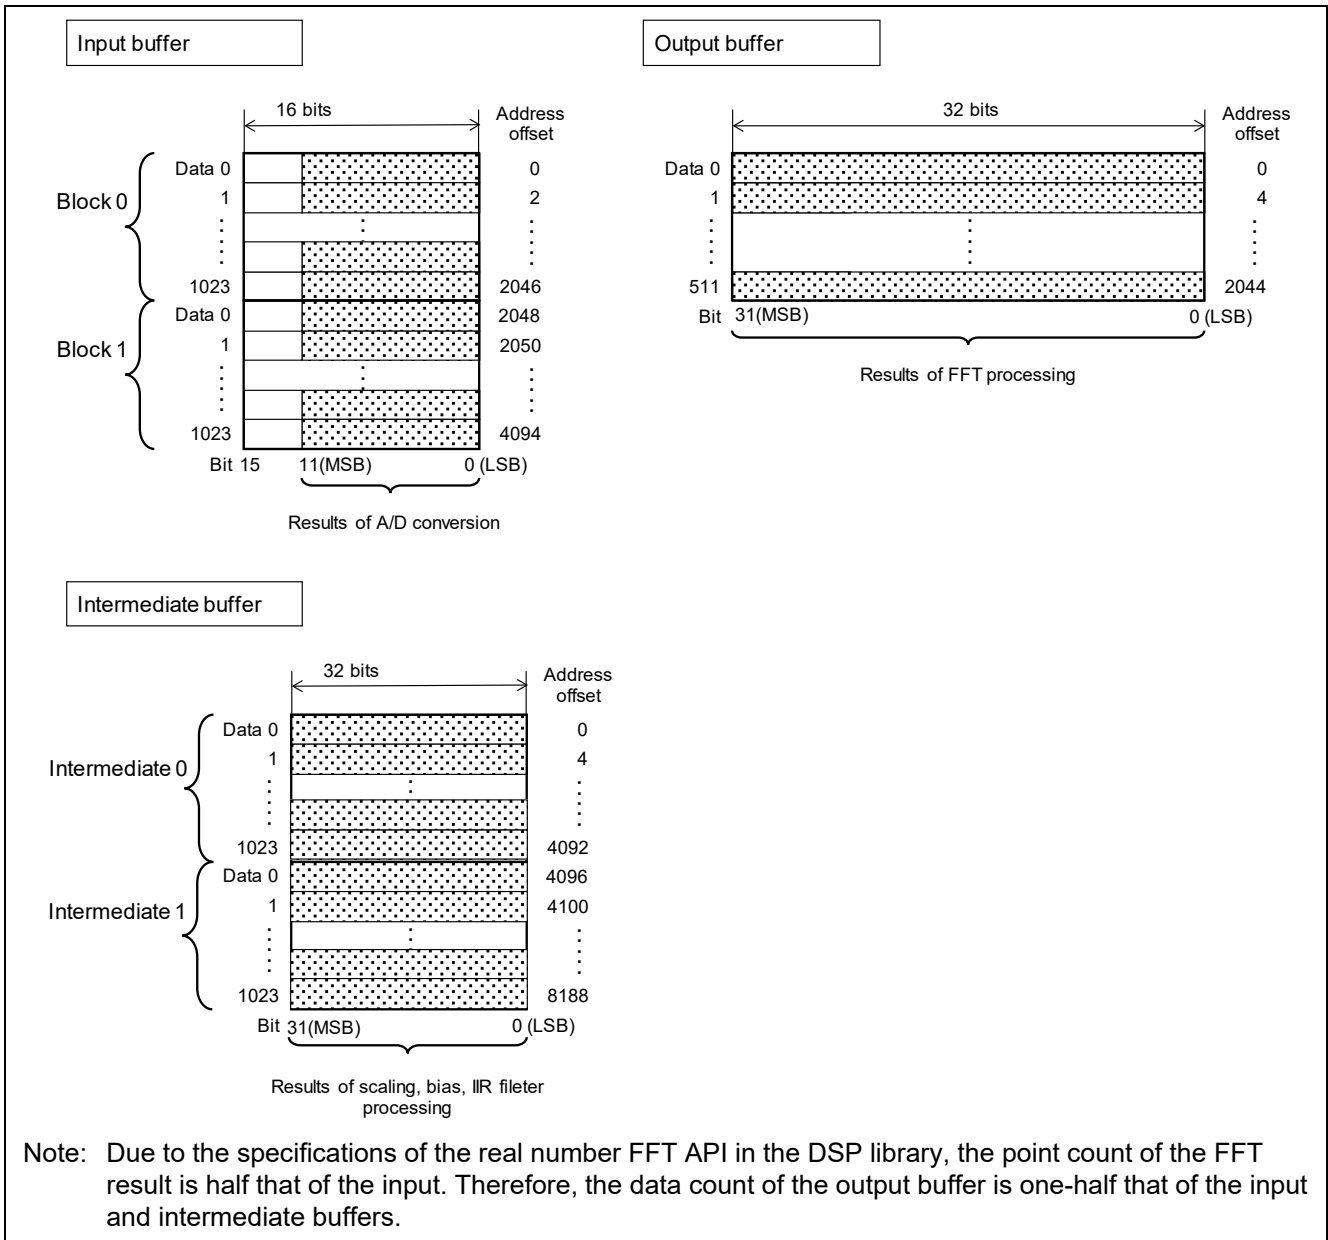 Input buffer
16 bits
Address
offset
Block 0
Data 0
0
1
2
1023
2046
Block 1
Data 0
2048
1
2050
1023
4094
Bit 15
11(MSB)
0 (LSB)
Results of A/D conversion
Output buffer
32 bits
Address
offset
Data 0
0
1
4
511
2044
Bit
31(MSB)
0 (LSB)
Results of FFT processing
Intermediate buffer
32 bits
Address
offset
Intermediate 0
Data 0
0
1
4
1023
4092
Intermediate 1
Data 0
4096
1
4100
1023
8188
Bit
31(MSB)
0 (LSB)
Results of scaling, bias, IIR fileter
processing
Note: Due to the specifications of the real number FFT API in the DSP library, the point count of the FFT
result is half that of the input. Therefore, the data count of the output buffer is one-half that of the input
and intermediate buffers.